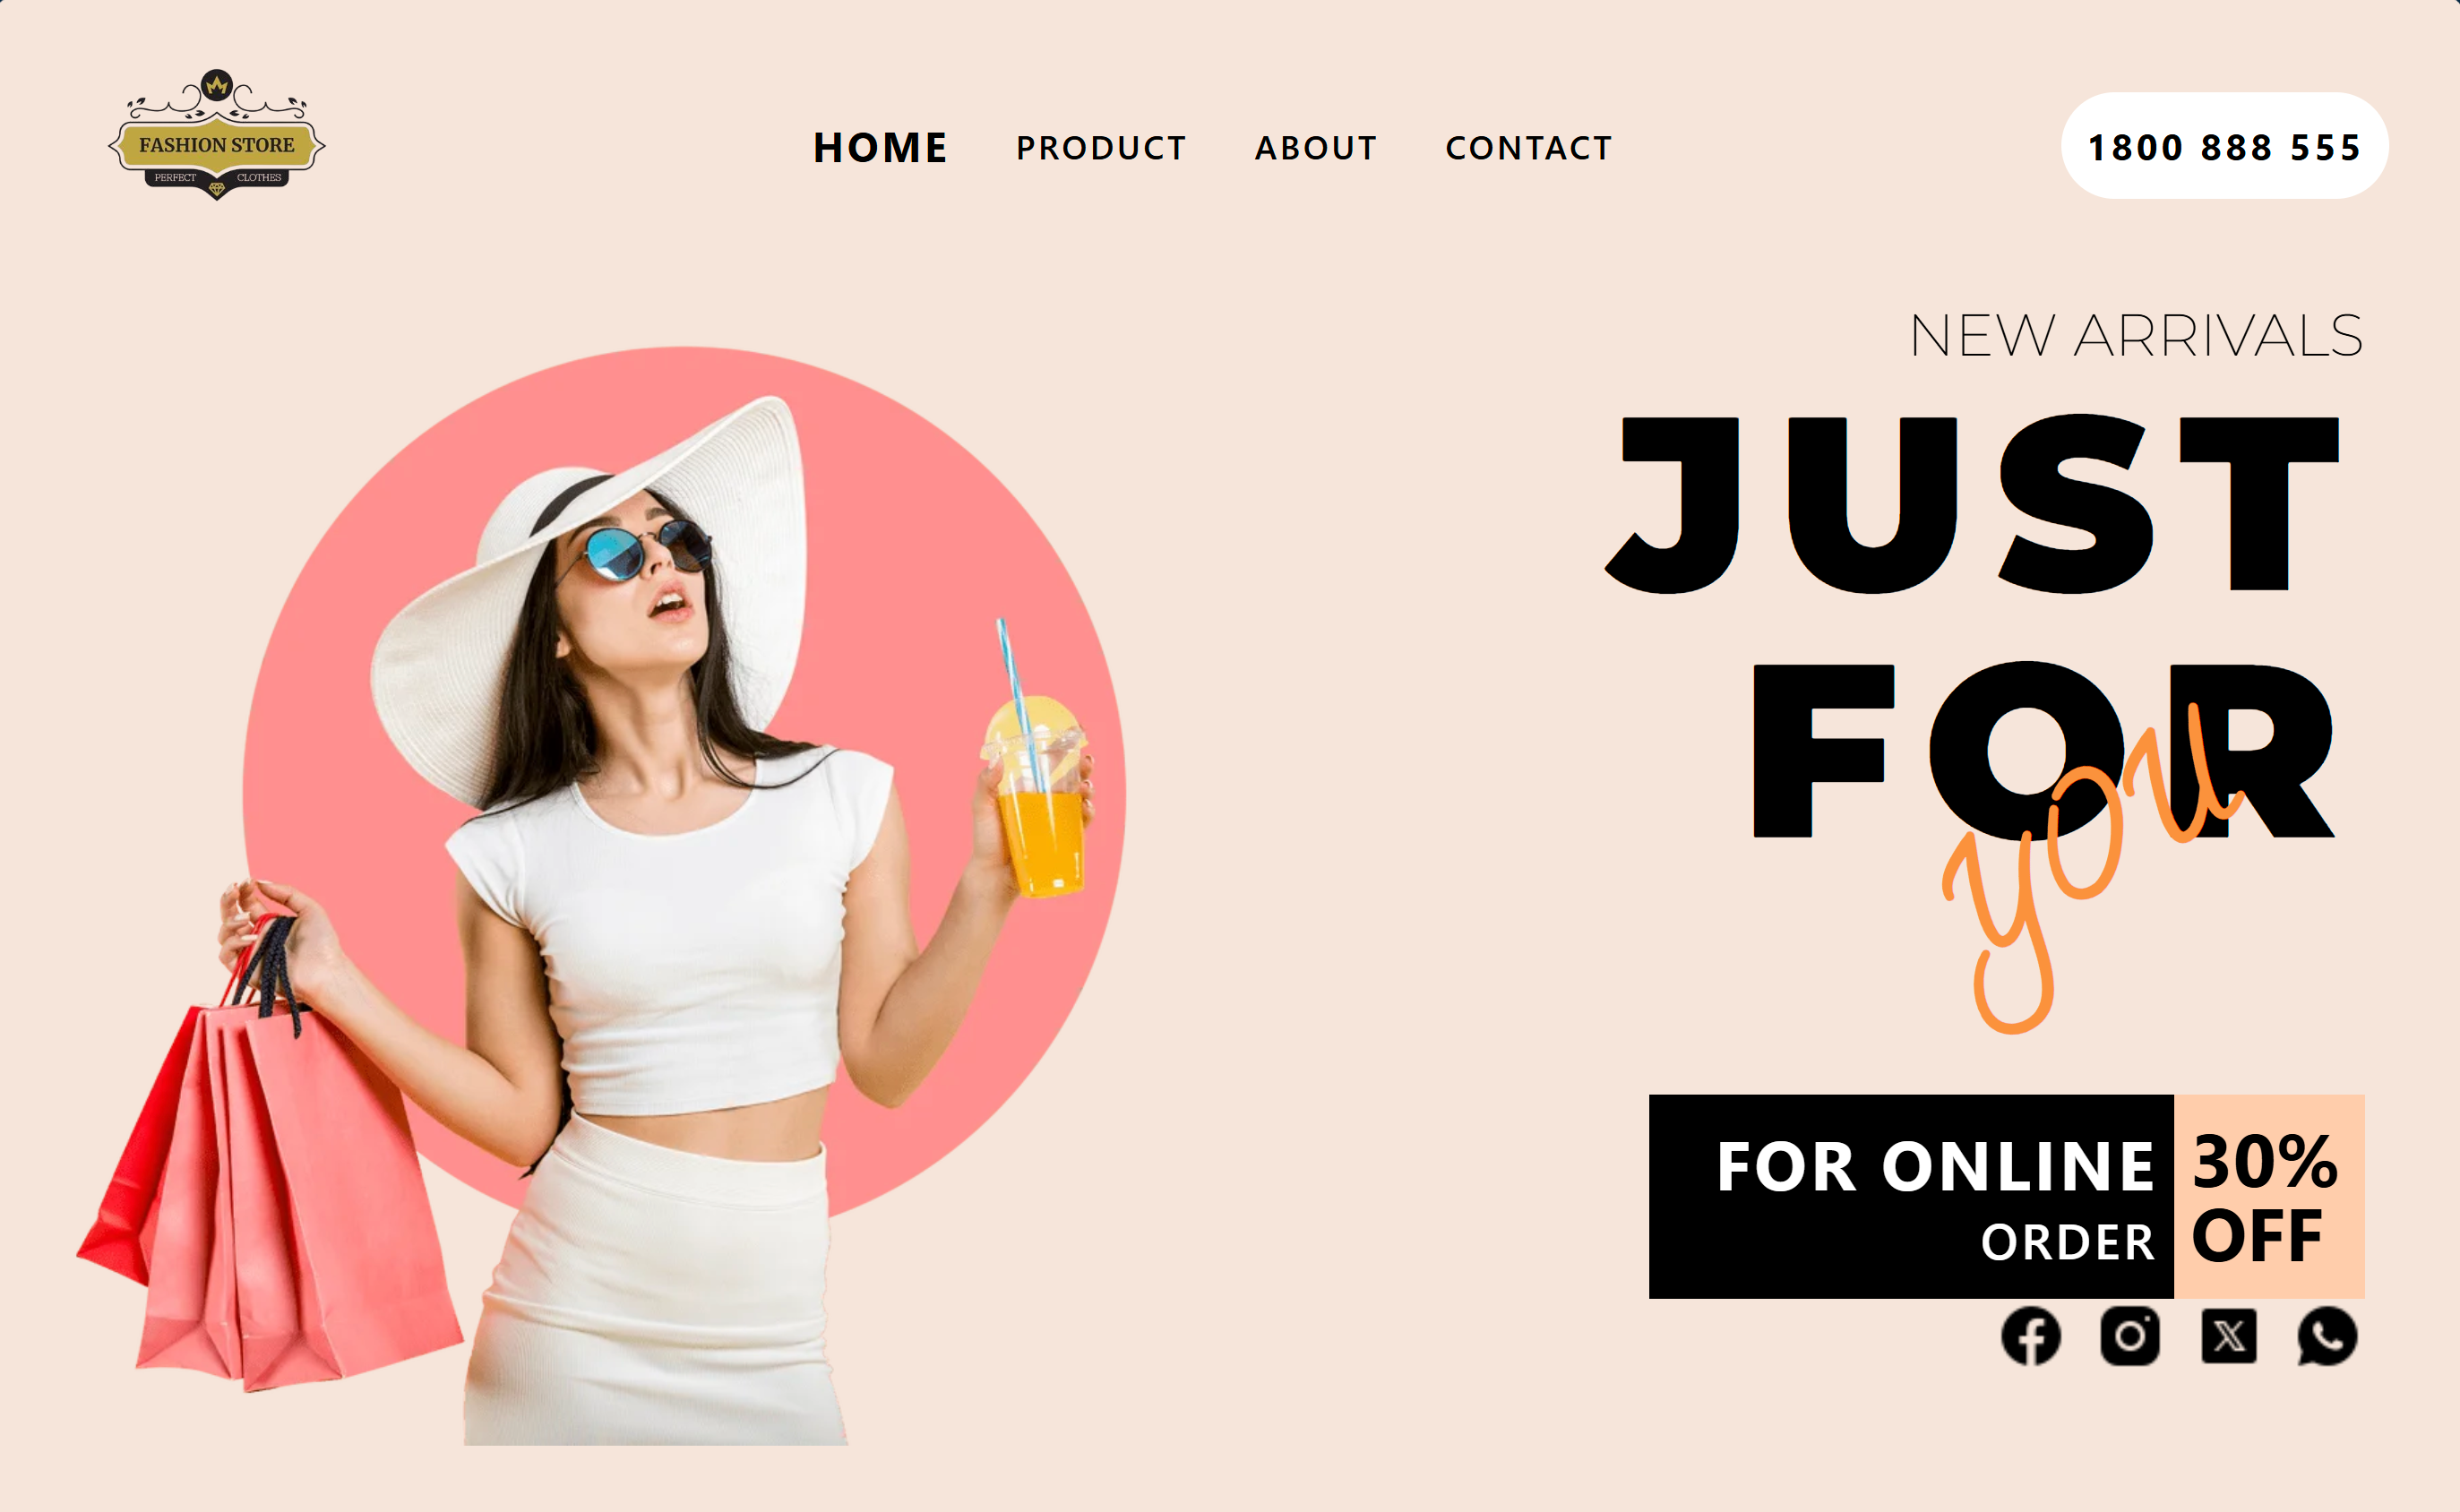 FASHION STORE
PERFECT CLOTHES
HOME PRODUCT ABOUT CONTACT
1800 888 555
NEW ARRIVALS
JUST
FOR
you
FOR ONLINE
ORDER
30%
OFF